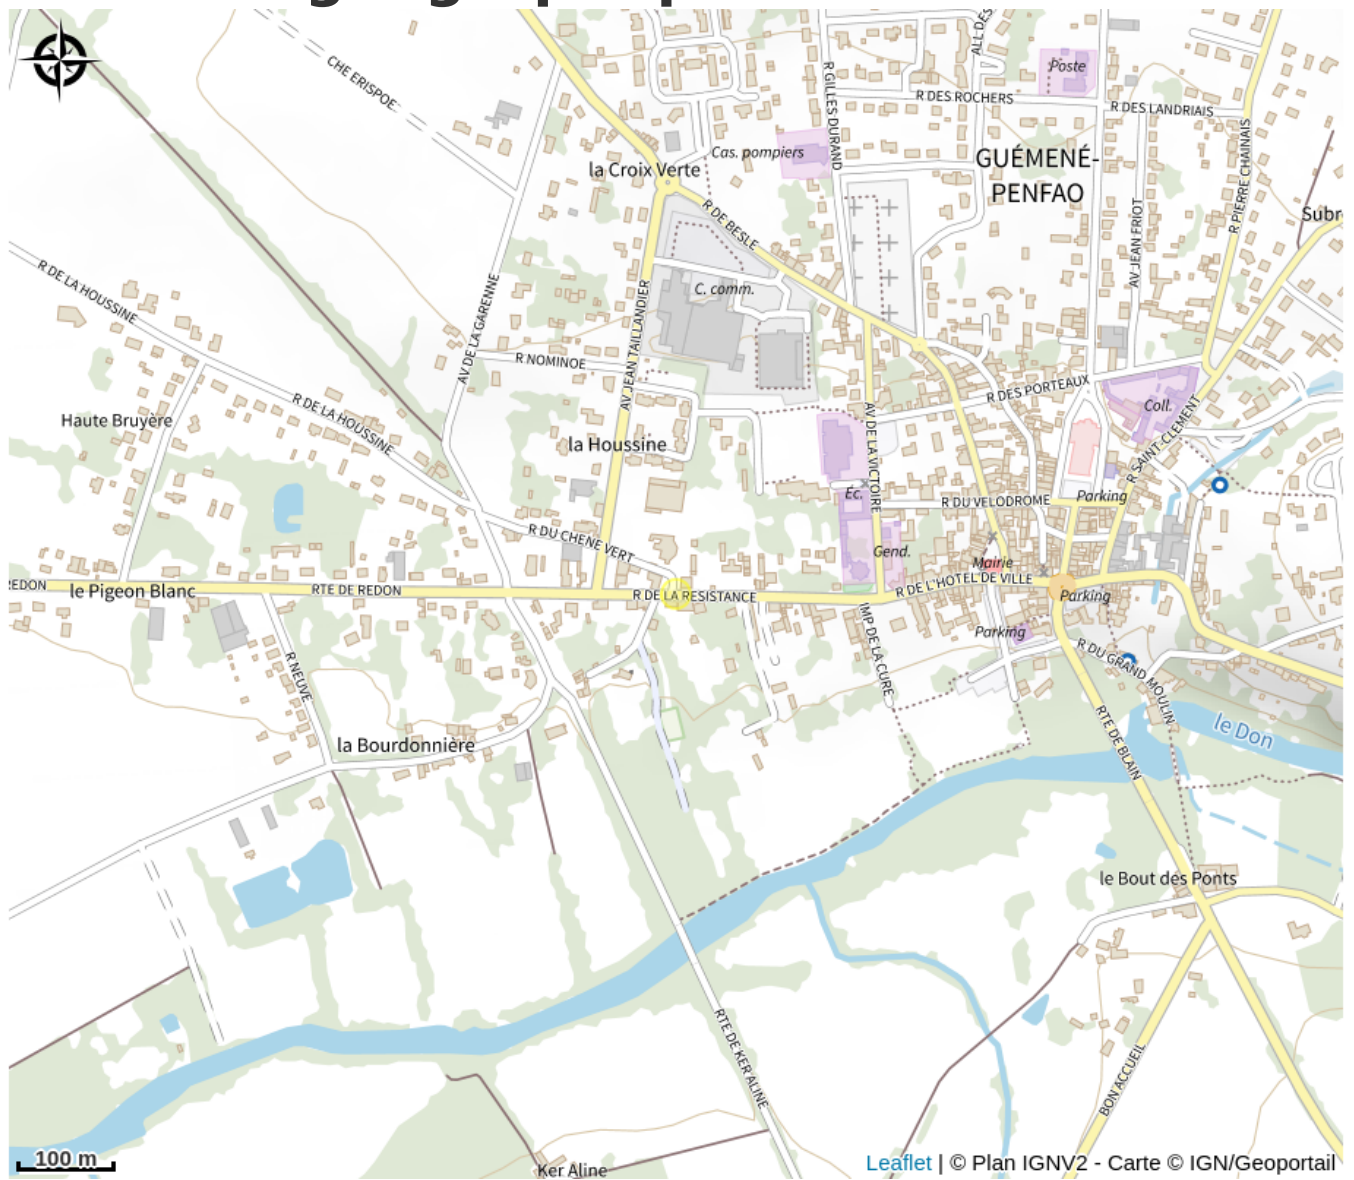 ALL DES
Poste
CHE ERISPOE
R GILLES DURAND
R DES ROCHERS
R DES LANDRIAIS
Cas. pompiers
GUÉMENÉ-
PENFAO
R PIERRE CHAINAIS
la Croix Verte
R DE BESLE
AV JEAN FRIOT
Subr
R DE LA HOUSSINE
C. comm.
AV DE LA GARENNE
AV JEAN TAILLANDIER
R NOMINOE
R DES PORTEAUX
Coll.
Haute Bruyère
R DE LA HOUSSINE
la Houssine
AV DE LA VICTOIRE
R SAINT-CLEMENT
Éc.
R DU VELODROME
Parking
R DU CHENE VERT
Gend.
Mairie
REDON
le Pigeon Blanc
RTE DE REDON
R DE LA RESISTANCE
R DE L'HOTEL DE VILLE
Parking
IMP DE LA CURE
Parking
R DU GRAND MOULIN
R NEUVE
la Bourdonnière
RTE DE BLAIN
le Don
le Bout des Ponts
RTE DE KER ALINE
BON ACCUEIL
100 m
Ker Aline
Leaflet | © Plan IGNV2 - Carte © IGN/Geoportail